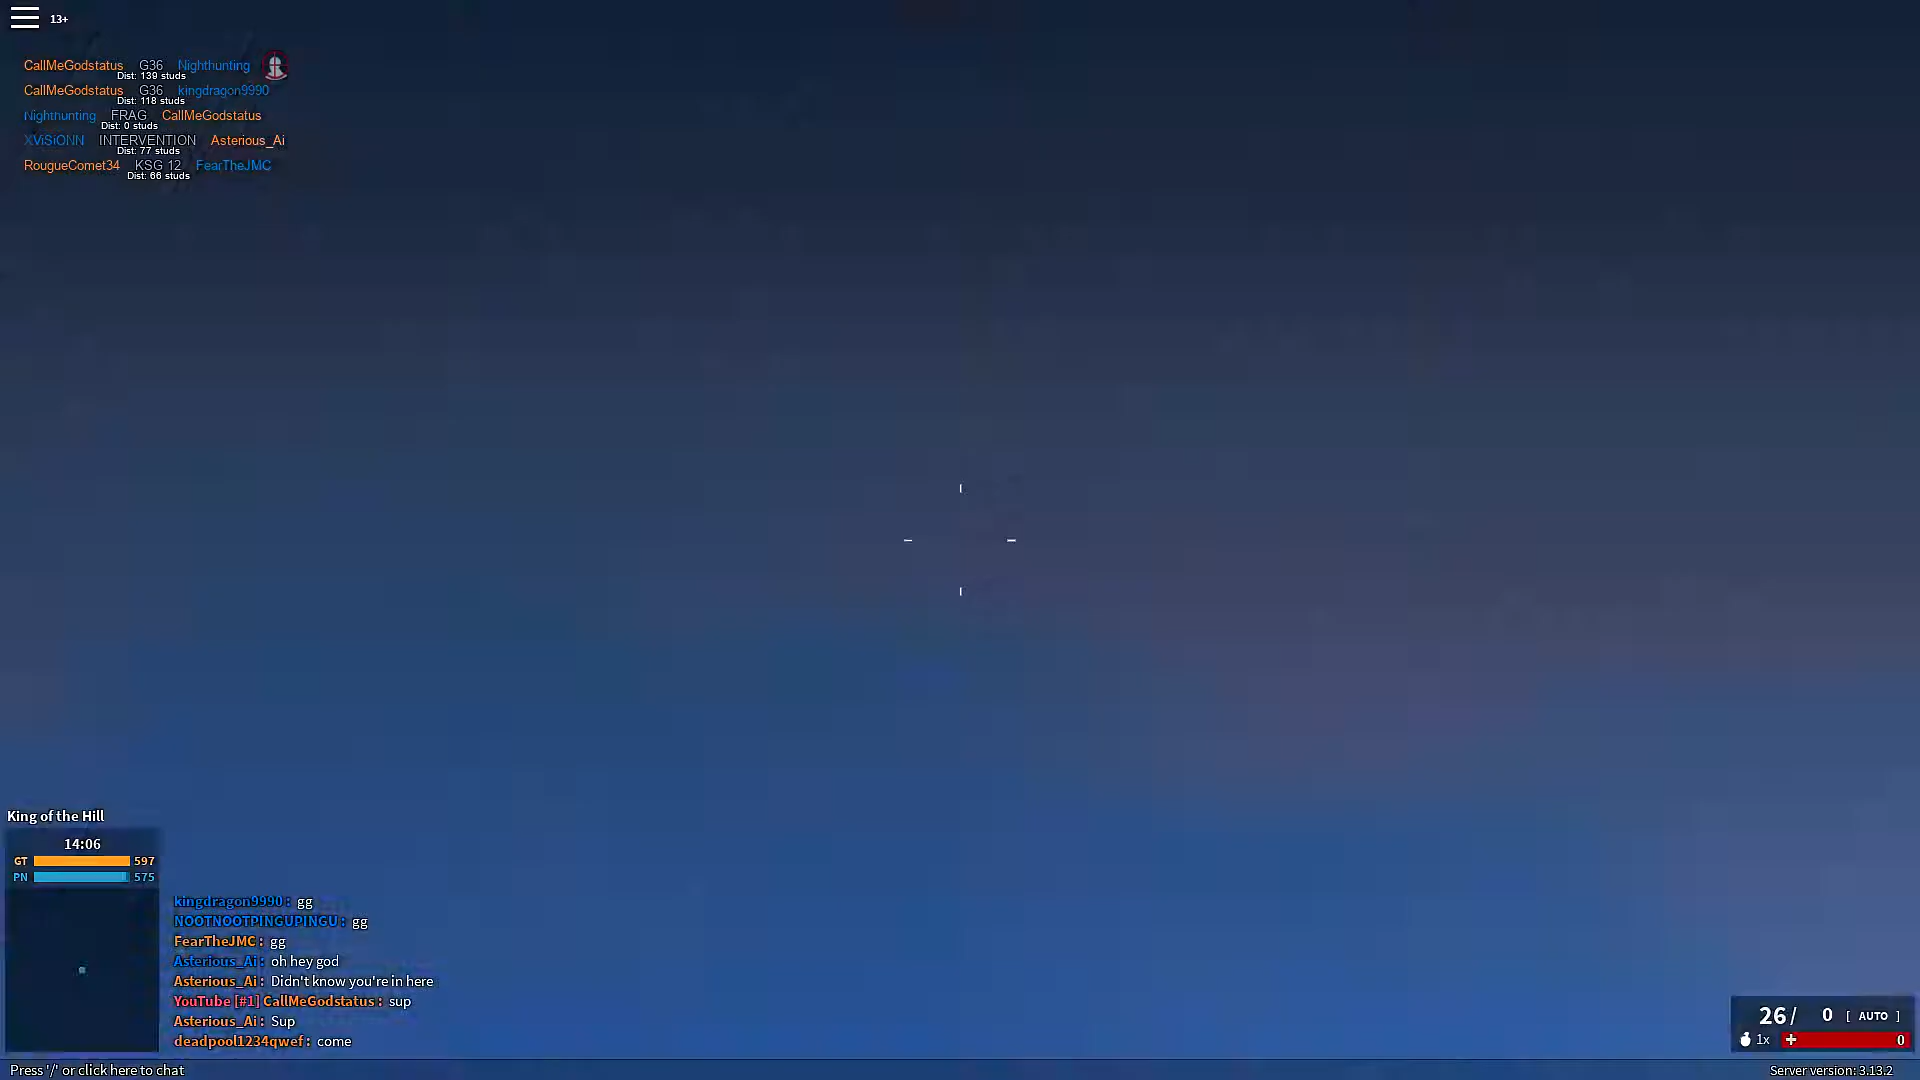 13+
CallMeGodstatus G36 Nighthunting
Dist: 139 studs
CallMeGodstatus G36 kingdragon9990
Dist: 118 studs
Nighthunting FRAG CallMeGodstatus
Dist: 0 studs
XViSiONN INTERVENTION Asterious_Ai
Dist: 77 studs
RougueComet34 KSG 12 FearTheJMC
Dist: 66 studs
King of the Hill
14:06
GT 597
PN 575
kingdragon9990 : gg
NOOTNOOTPINGUPINGU : gg
FearTheJMC : gg
Asterious_Ai : oh hey god
Asterious_Ai : Didn't know you're in here
YouTube [#1] CallMeGodstatus : sup
Asterious_Ai : Sup
deadpool1234qwef : come
26/ 0 [ AUTO ]
1x 0
Press '/' or click here to chat
Server version: 3.13.2